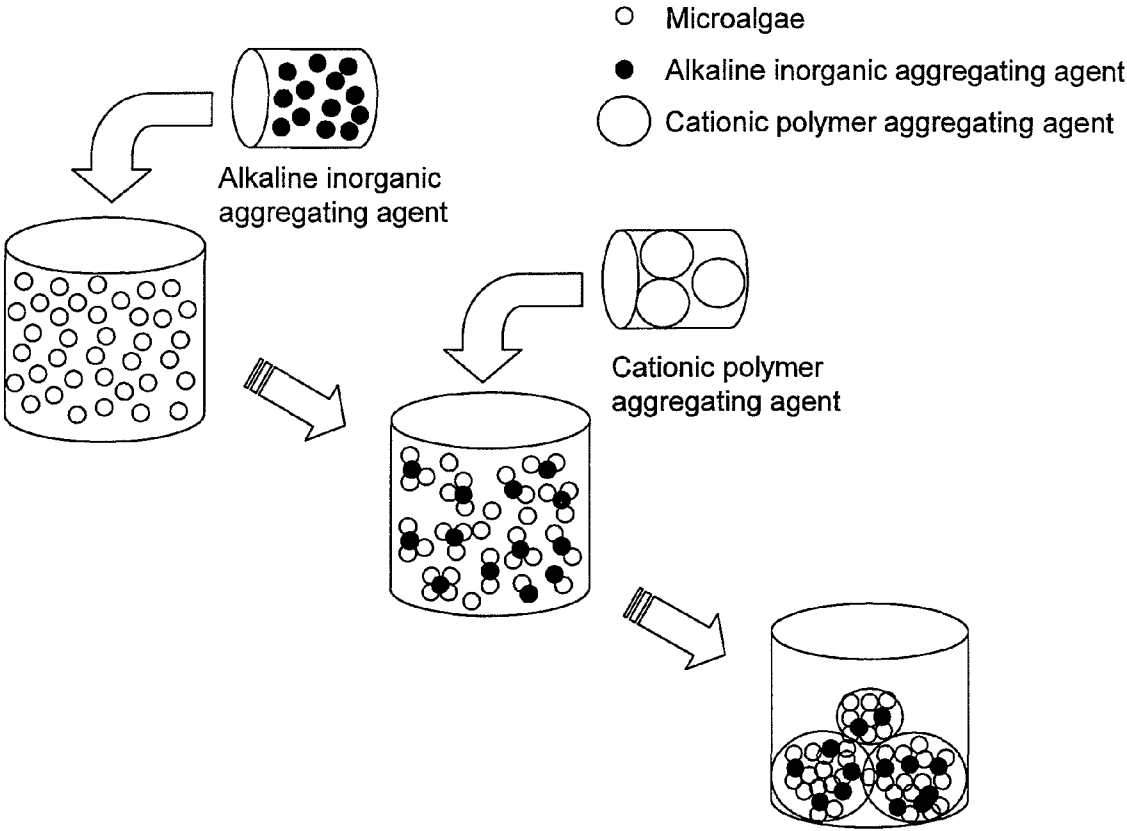 Microalgae
Alkaline inorganic aggregating agent
Cationic polymer aggregating agent
Alkaline inorganic
aggregating agent
Cationic polymer
aggregating agent